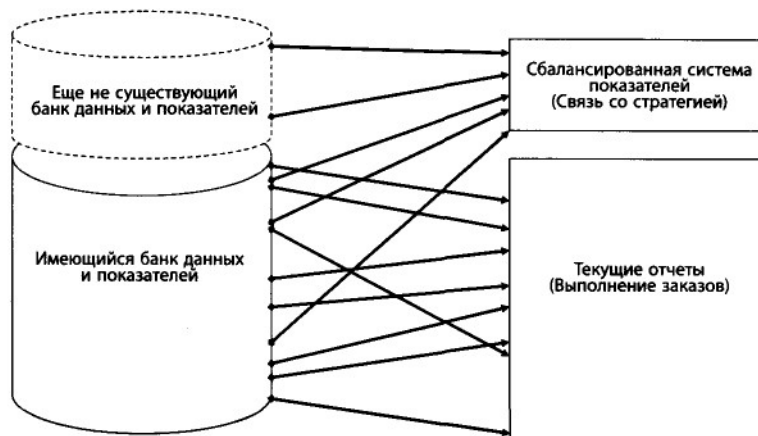 Еще не существующий
банк данных и показателей
Сбалансированная система
показателей
(Связь со стратегией)
Имеющийся банк данных
и показателей
Текущие отчеты
(Выполнение заказов)